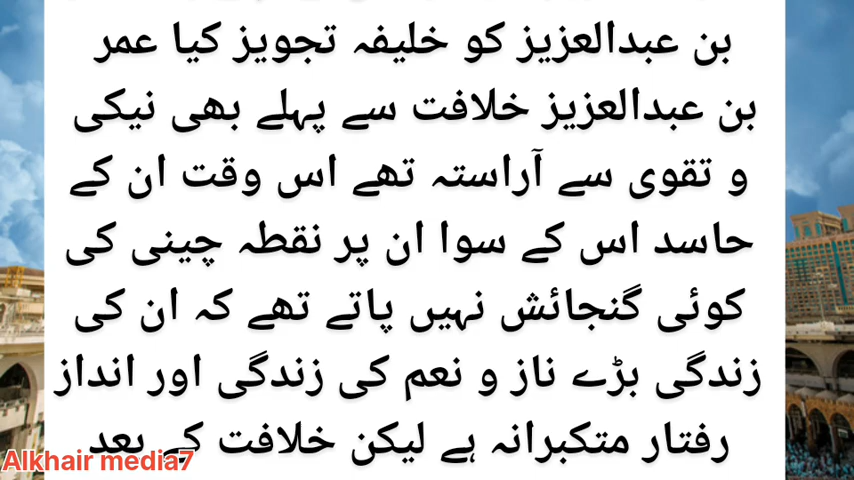 بن عبدالعزیز کو خلیفہ تجویز کیا عمر
بن عبدالعزیز خلافت سے پہلے بھی نیکی
و تقوی سے آراستہ تھے اس وقت ان کے
حاسد اس کے سوا ان پر نقطہ چینی کی
کوئی گنجائش نہیں پاتے تھے کہ ان کی
زندگی بڑے ناز و نعم کی زندگی اور انداز
رفتار متکبرانہ ہے لیکن خلافت کے بعد
Alkhair media7